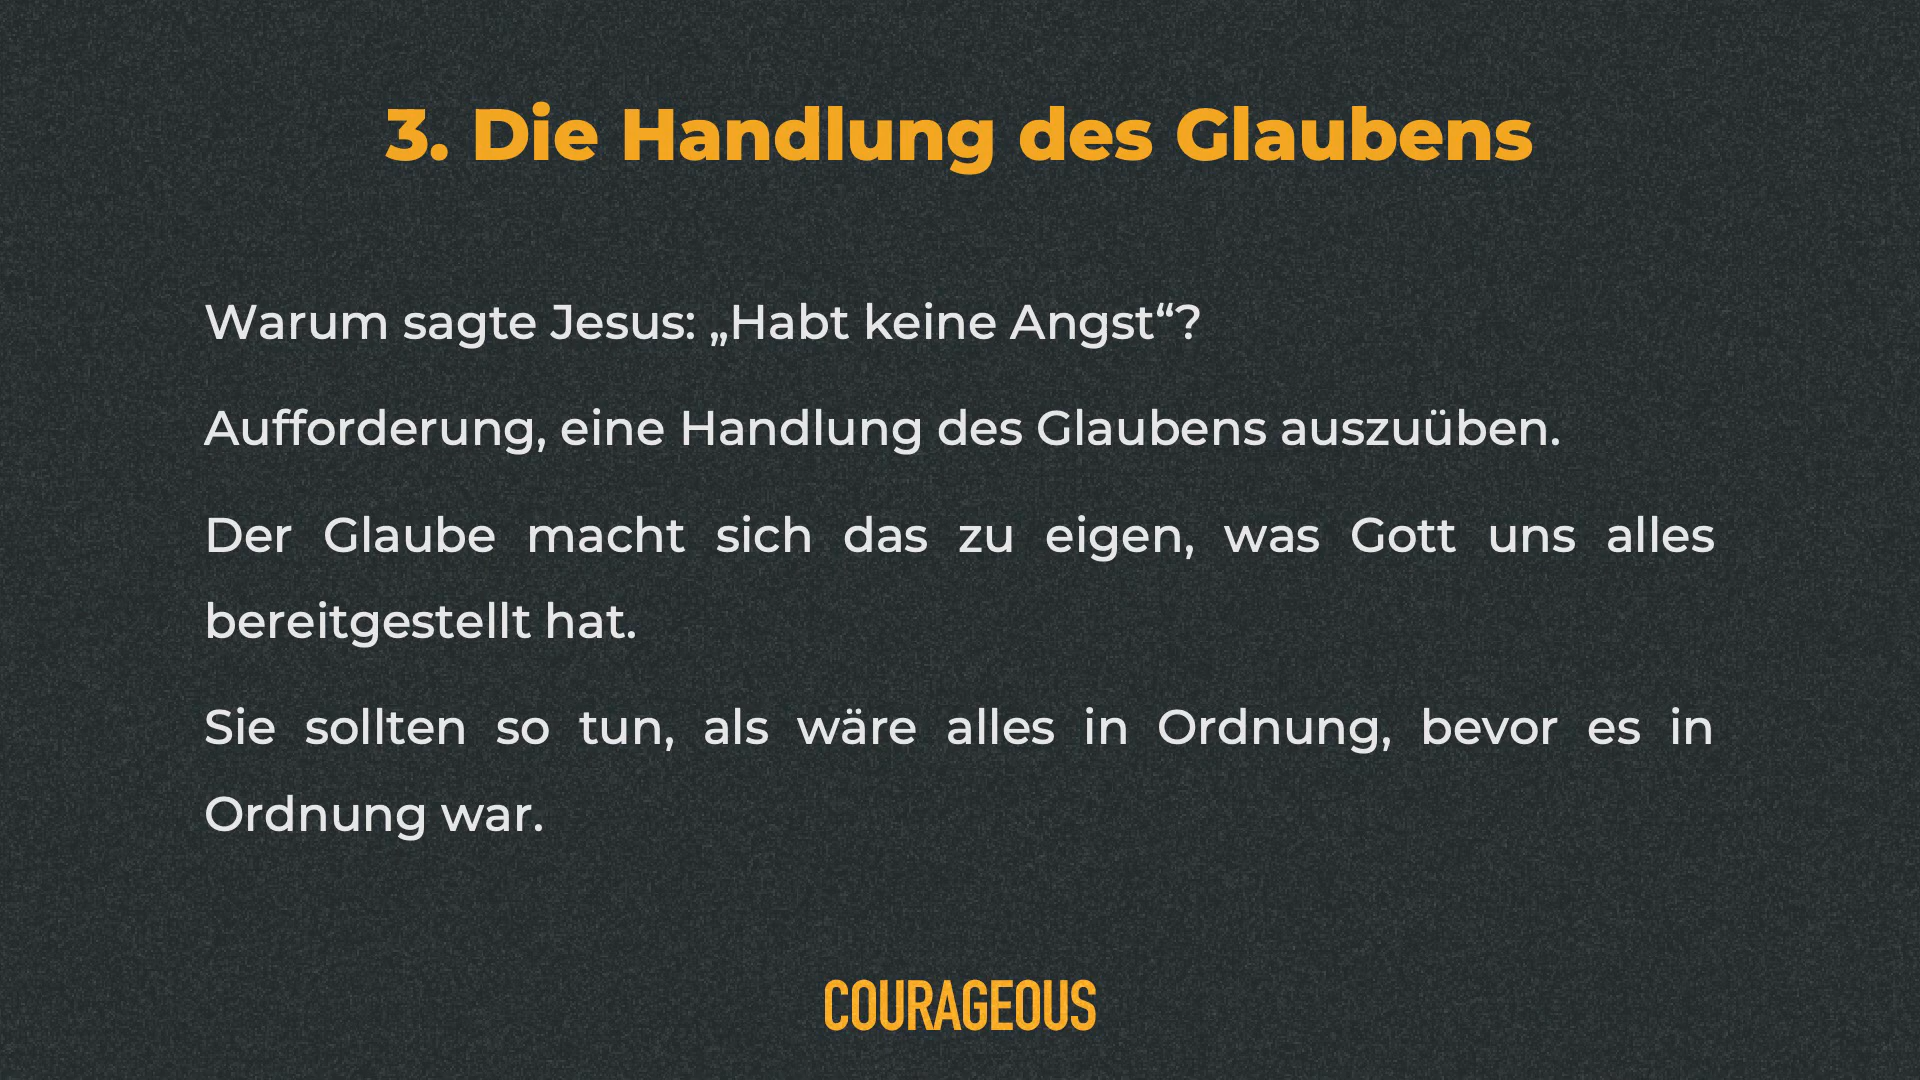 3. Die Handlung des Glaubens
Warum sagte Jesus: „Habt keine Angst“?
Aufforderung, eine Handlung des Glaubens auszuüben.
Der Glaube macht sich das zu eigen, was Gott uns alles
bereitgestellt hat.
Sie sollten so tun, als wäre alles in Ordnung, bevor es in
Ordnung war.
COURAGEOUS